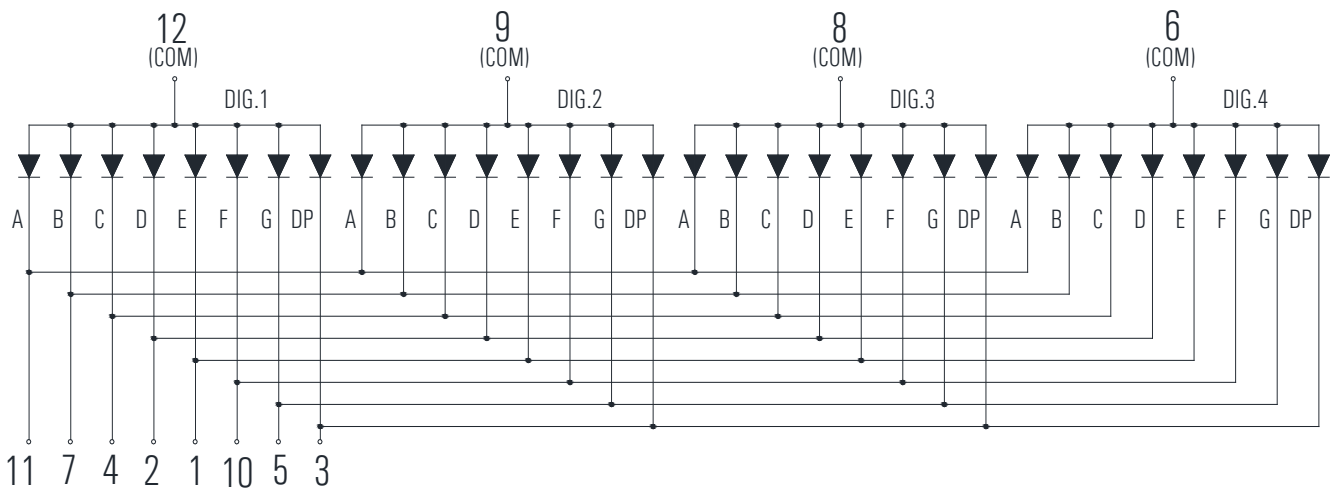 12 9 8 6
(COM) (COM) (COM) (COM)
DIG.1 DIG.2 DIG.3 DIG.4
A B C D E F G DP A B C D E F G DP A B C D E F G DP A B C D E F G DP
11 7 4 2 1 10 5 3